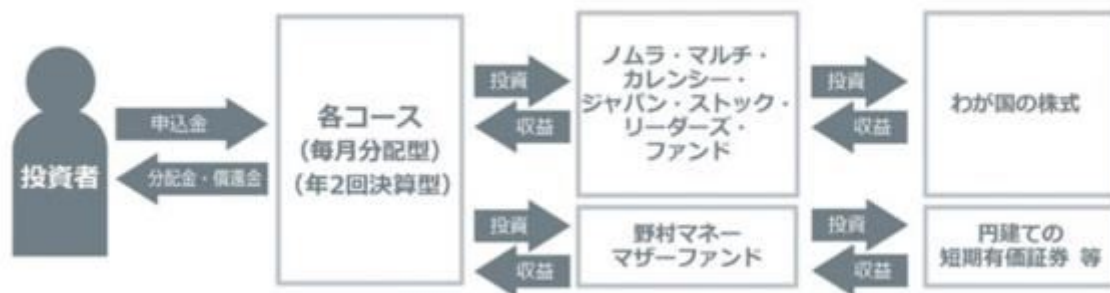 投資者
申込金
分配金・償還金
各コース
（毎月分配型）
（年2回決算型）
投資
収益
ノムラ・マルチ・
カレンシー・
ジャパン・ストック・
リーダーズ・
ファンド
投資
収益
わが国の株式
投資
収益
野村マネー
マザーファンド
投資
収益
円建ての
短期有価証券 等